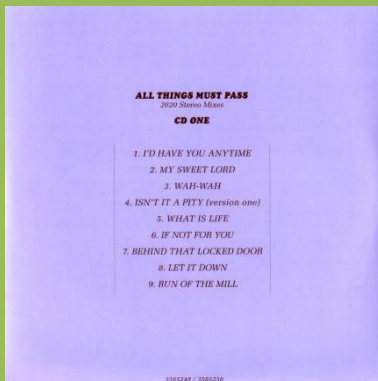 ALL THINGS MUST PASS
2020 Stereo Mixes
CD ONE
1. I'D HAVE YOU ANYTIME
2. MY SWEET LORD
3. WAH-WAH
4. ISN'T IT A PITY (version one)
5. WHAT IS LIFE
6. IF NOT FOR YOU
7. BEHIND THAT LOCKED DOOR
8. LET IT DOWN
9. RUN OF THE MILL
3565240 / 3565238